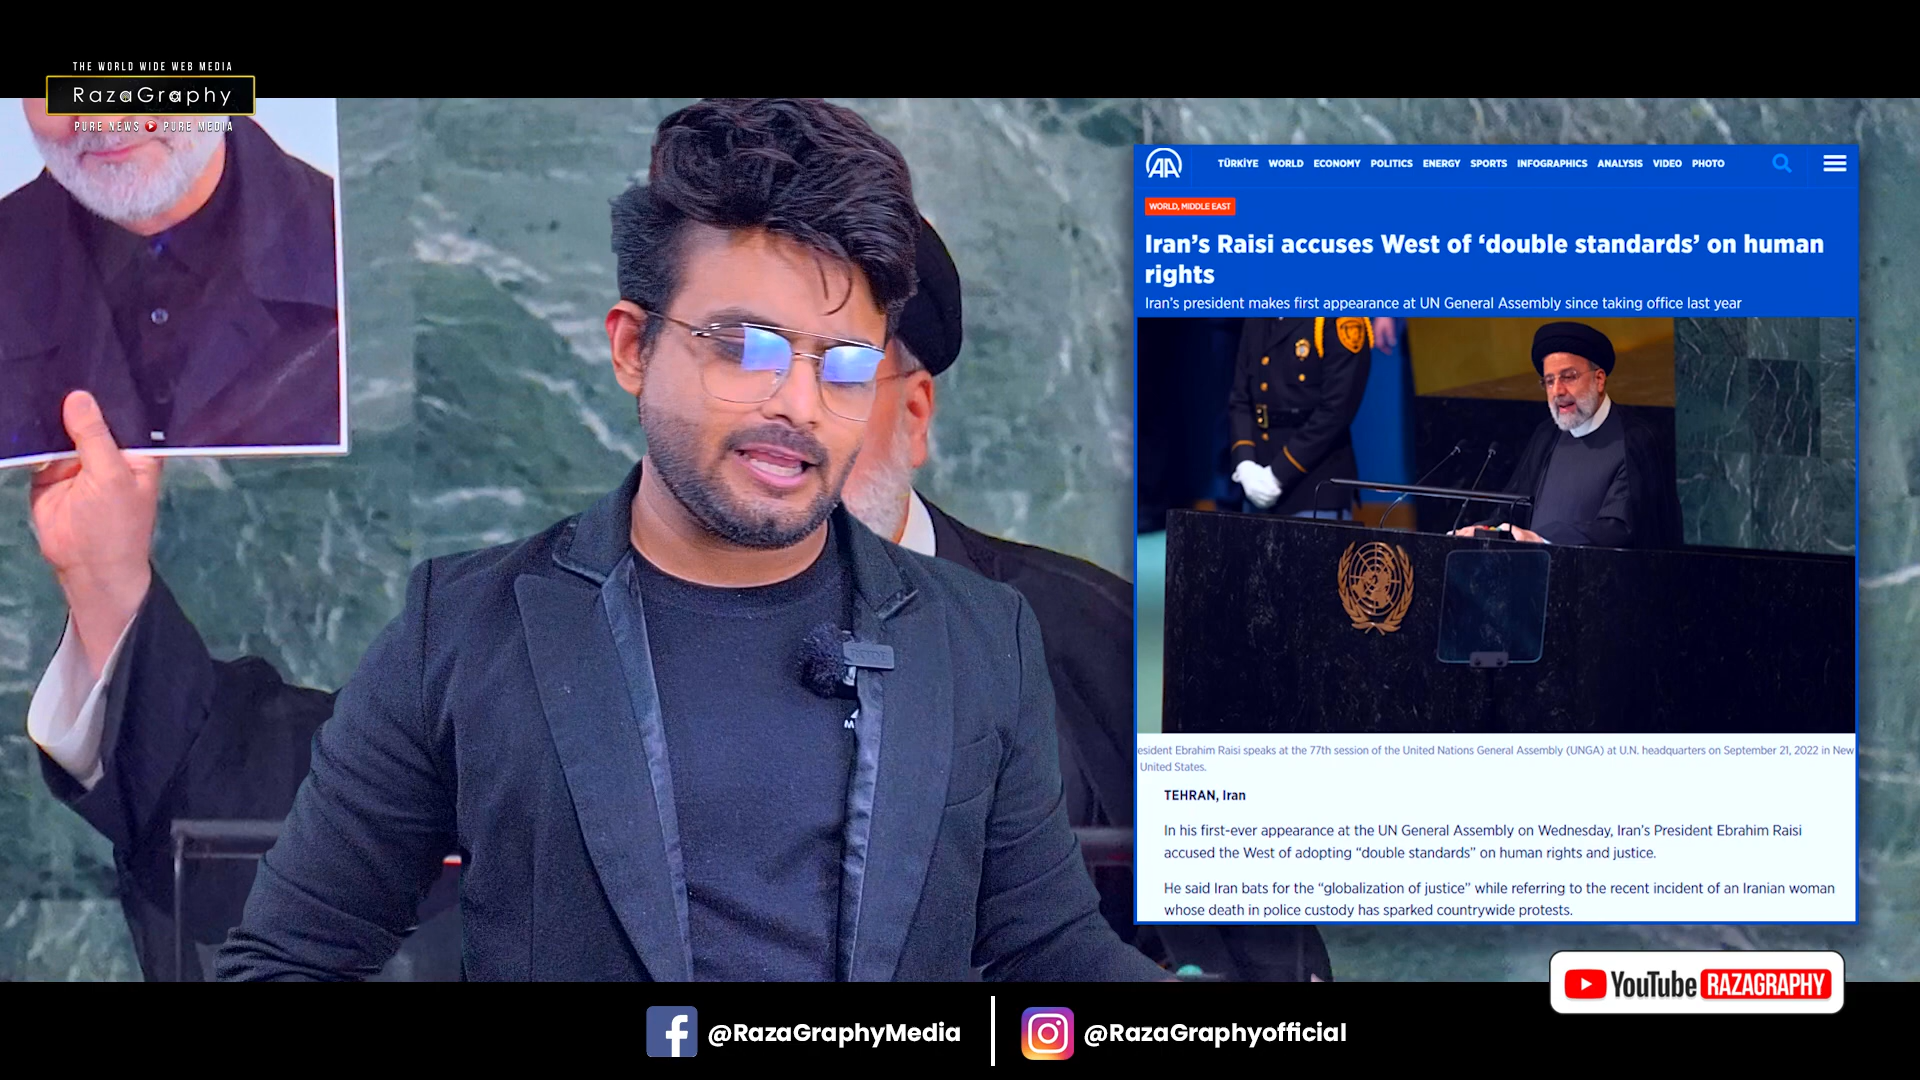 THE WORLD WIDE WEB MEDIA
RazaGraphy
PURE NEWS PURE MEDIA
AA
TÜRKİYE WORLD ECONOMY POLITICS ENERGY SPORTS INFOGRAPHICS ANALYSIS VIDEO PHOTO
WORLD, MIDDLE EAST
Iran’s Raisi accuses West of ‘double standards’ on human
rights
Iran’s president makes first appearance at UN General Assembly since taking office last year
esident Ebrahim Raisi speaks at the 77th session of the United Nations General Assembly (UNGA) at U.N. headquarters on September 21, 2022 in New
United States.
TEHRAN, Iran
In his first-ever appearance at the UN General Assembly on Wednesday, Iran’s President Ebrahim Raisi
accused the West of adopting “double standards” on human rights and justice.
He said Iran bats for the “globalization of justice” while referring to the recent incident of an Iranian woman
whose death in police custody has sparked countrywide protests.
RODE
M
YouTube RAZAGRAPHY
@RazaGraphyMedia
@RazaGraphyofficial